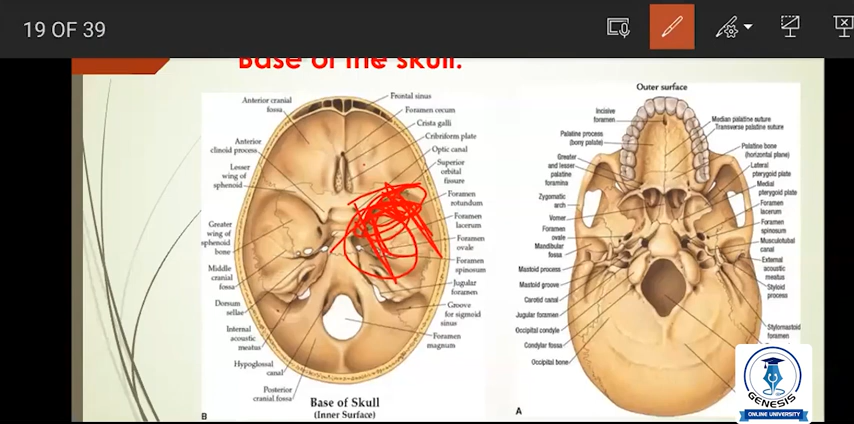 19 OF 39
Base of the skull.
Anterior cranial
fossa
Anterior
clinoid process
Lesser
wing of
sphenoid
Greater
wing of
sphenoid
bone
Middle
cranial
fossa
Dorsum
sellae
Internal
acoustic
meatus
Hypoglossal
canal
Posterior
cranial fossa
Frontal sinus
Foramen cecum
Crista galli
Cribriform plate
Optic canal
Superior
orbital
fissure
Foramen
rotundum
Foramen
lacerum
Foramen
ovale
Foramen
spinosum
Jugular
foramen
Groove
for sigmoid
sinus
Foramen
magnum
B
Base of Skull
(Inner Surface)
Outer surface
Incisive
foramen
Palatine process
(bony palate)
Greater
and lesser
palatine
foramina
Zygomatic
arch
Vomer
Foramen
ovale
Mandibular
fossa
Mastoid process
Mastoid groove
Carotid canal
Jugular foramen
Occipital condyle
Condylar fossa
Occipital bone
Median palatine suture
Transverse palatine suture
Palatine bone
(horizontal plane)
Lateral
pterygoid plate
Medial
pterygoid plate
Foramen
lacerum
Foramen
spinosum
Musculotubal
canal
External
acoustic
meatus
Styloid
process
Stylomastoid
foramen
A
GENESIS
ONLINE UNIVERSITY